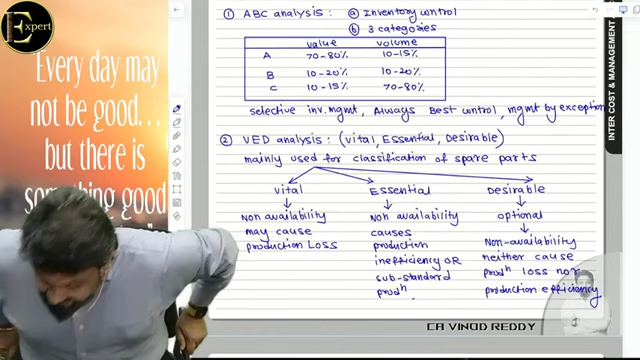 Expert
Every day may
not be good...
but there is
something good
① ABC analysis : ⓐ Inventory control
ⓑ 3 categories
value volume
A 70-80% 10-15%
B 10-20% 10-20%
C 10-15% 70-80%
selective inv. mgmt, Always Best control, mgmt by exception
② VED analysis : (vital, Essential, Desirable)
mainly used for classification of spare parts
Vital Essential Desirable
Non availability
may cause
production Loss
Non availability
causes
production
inefficiency OR
sub-standard
prodⁿ
optional
Non-availability
neither cause
prodⁿ loss nor
production efficiency
CA VINOD REDDY
INTER COST & MANAGEMENT